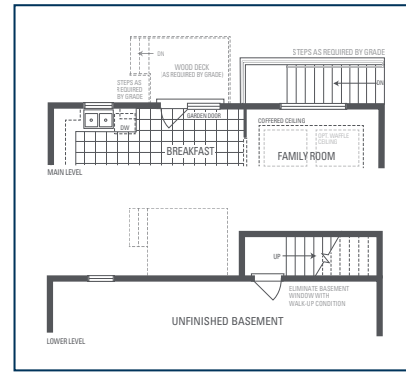 STEPS AS REQUIRED BY GRADE
WOOD DECK
(AS REQUIRED BY GRADE)
DN
DN
STEPS AS
REQUIRED
BY GRADE
GARDEN DOOR
COFFERED CEILING
DW
OPT. WAFFLE
CEILING
BREAKFAST
FAMILY ROOM
MAIN LEVEL
UP
ELIMINATE BASEMENT
WINDOW WITH
WALK-UP CONDITION
UNFINISHED BASEMENT
LOWER LEVEL